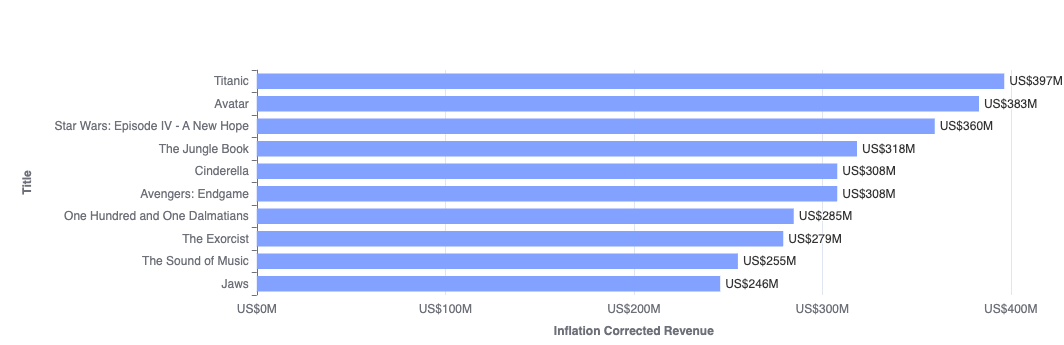 Titanic US$397M
Avatar US$383M
Star Wars: Episode IV - A New Hope US$360M
The Jungle Book US$318M
Cinderella US$308M
Avengers: Endgame US$308M
One Hundred and One Dalmatians US$285M
The Exorcist US$279M
The Sound of Music US$255M
Jaws US$246M
Title
US$0M US$100M US$200M US$300M US$400M
Inflation Corrected Revenue